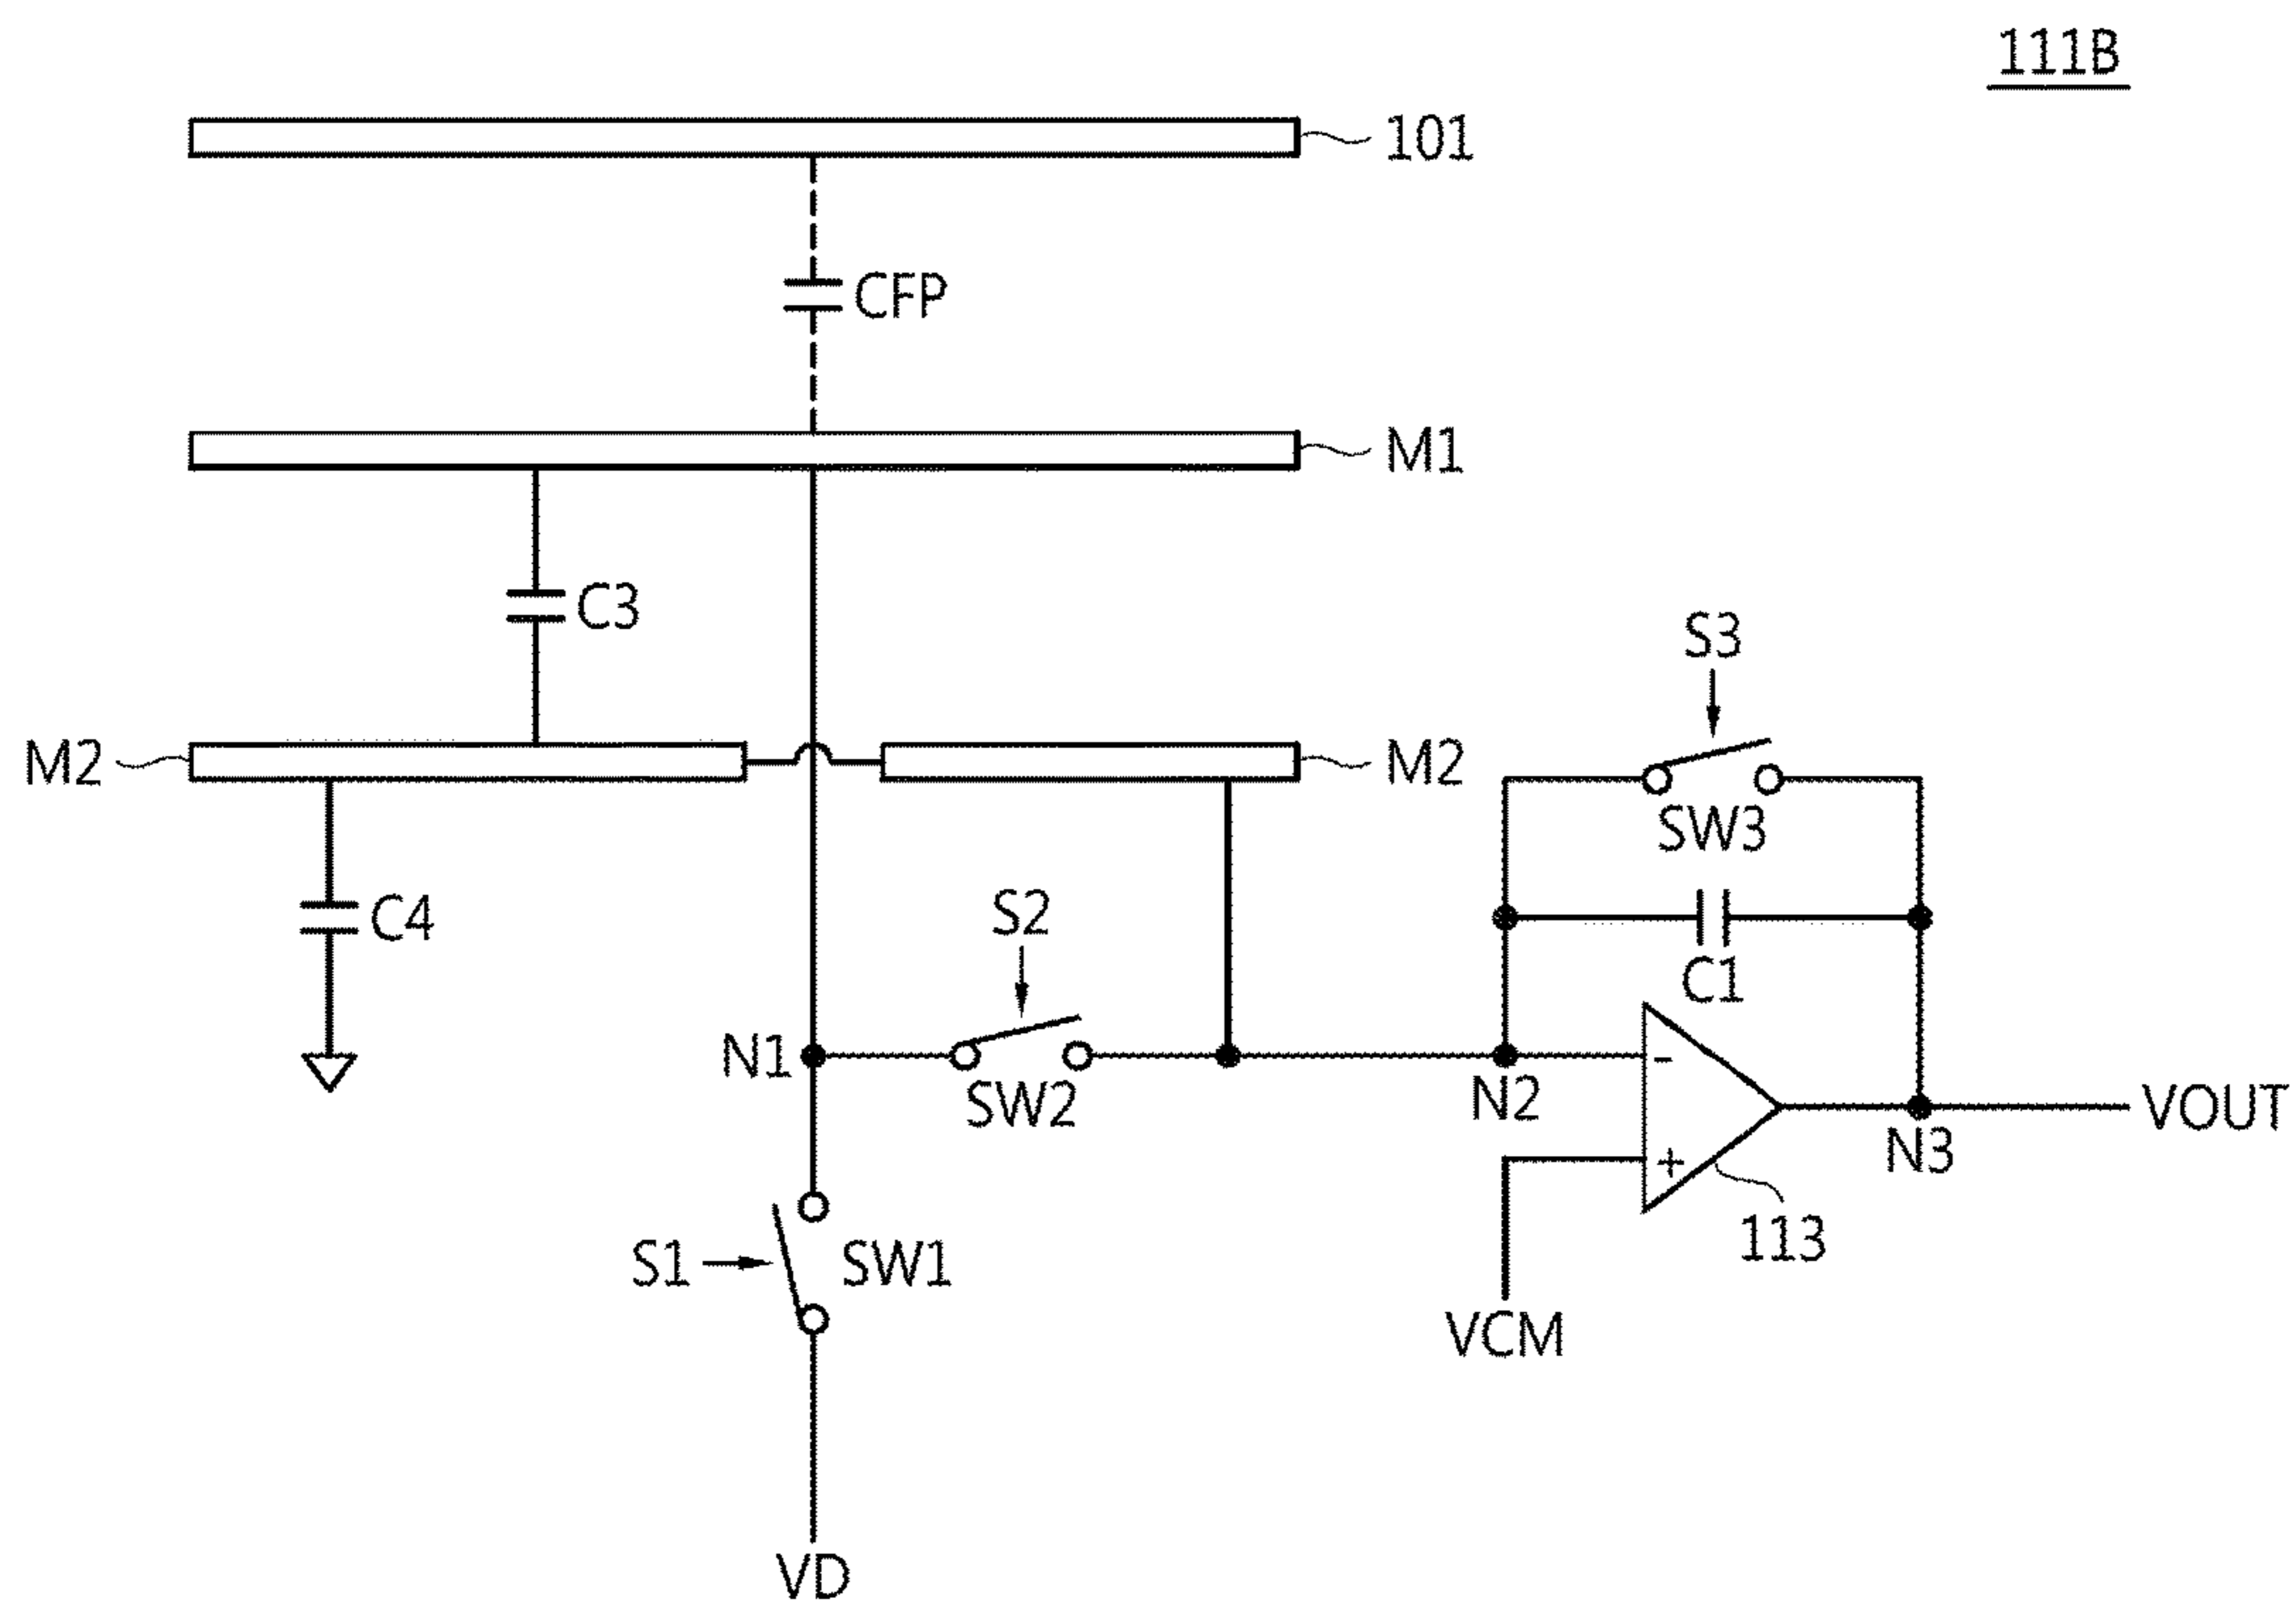 111B
101
CFP
M1
C3
S3
M2
M2
SW3
C4
S2
C1
N1
SW2
N2
-
+
VOUT
N3
113
S1
SW1
VCM
VD